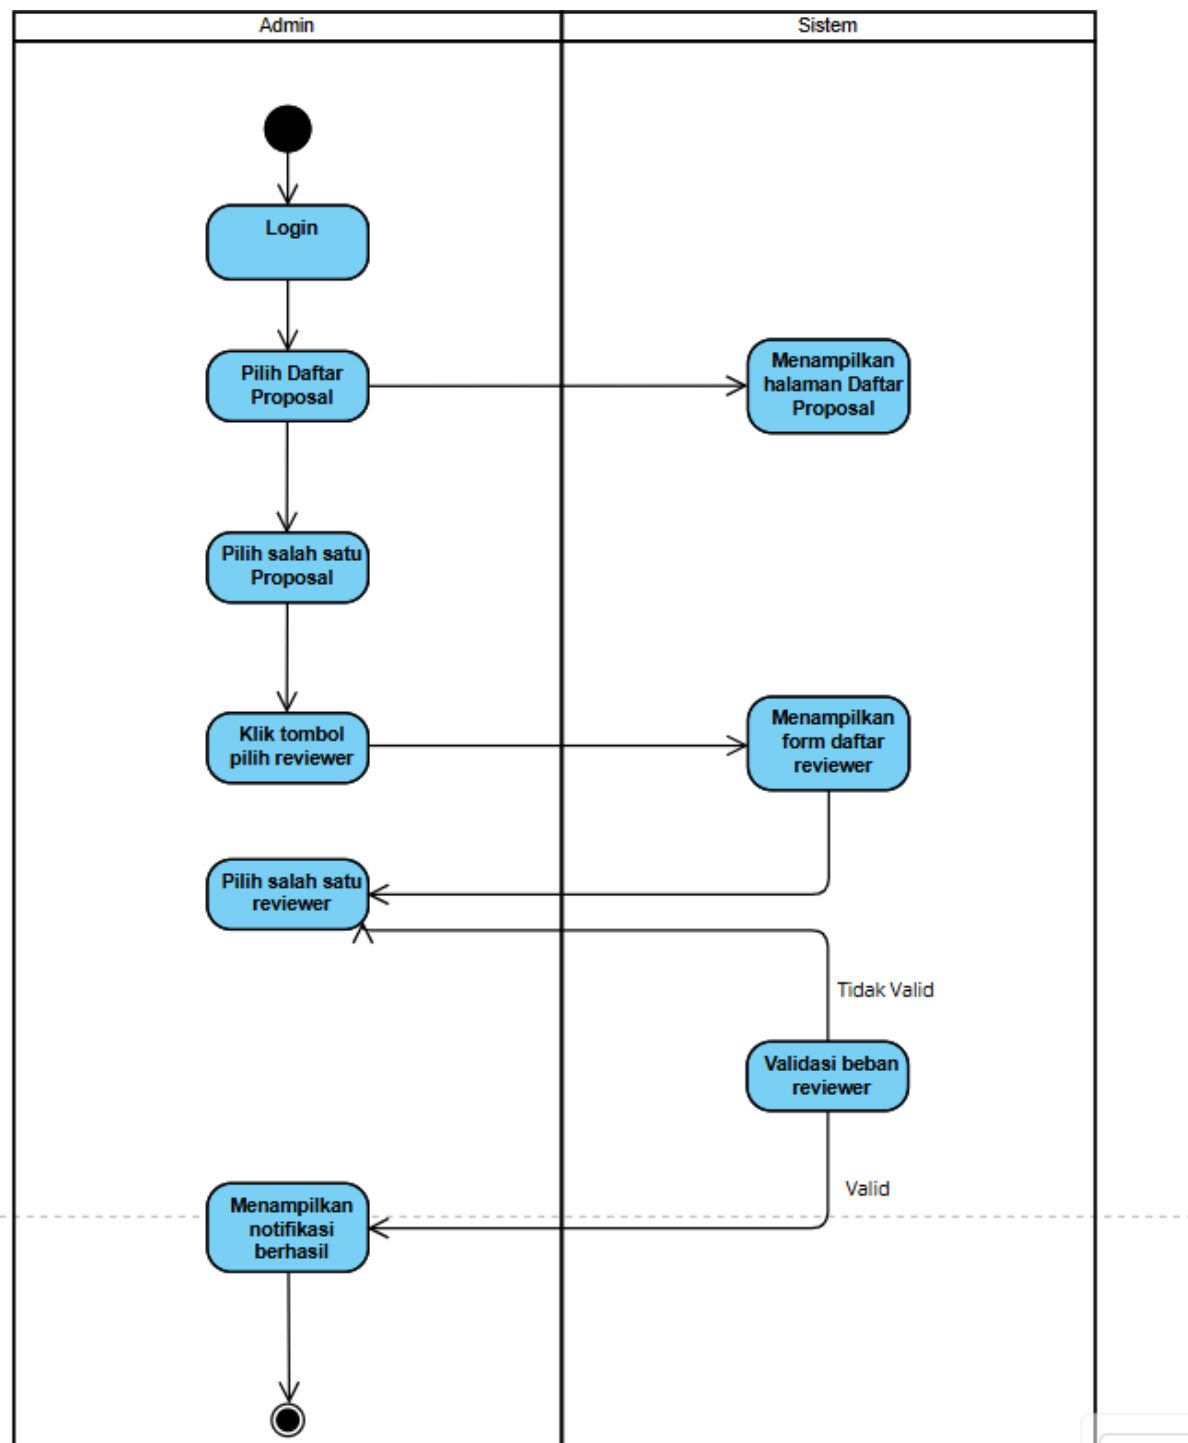 Admin
Sistem
Login
Pilih Daftar
Proposal
Menampilkan
halaman Daftar
Proposal
Pilih salah satu
Proposal
Klik tombol
pilih reviewer
Menampilkan
form daftar
reviewer
Pilih salah satu
reviewer
Tidak Valid
Validasi beban
reviewer
Valid
Menampilkan
notifikasi
berhasil